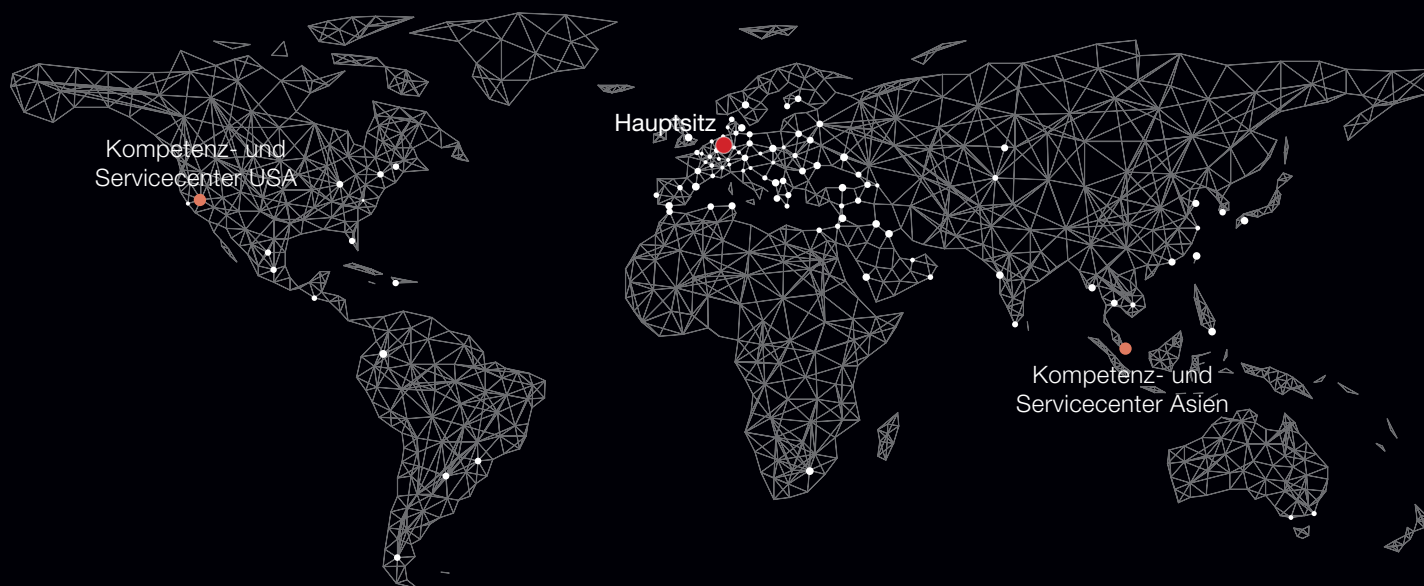 Hauptsitz
Kompetenz- und
Servicecenter USA
Kompetenz- und
Servicecenter Asien